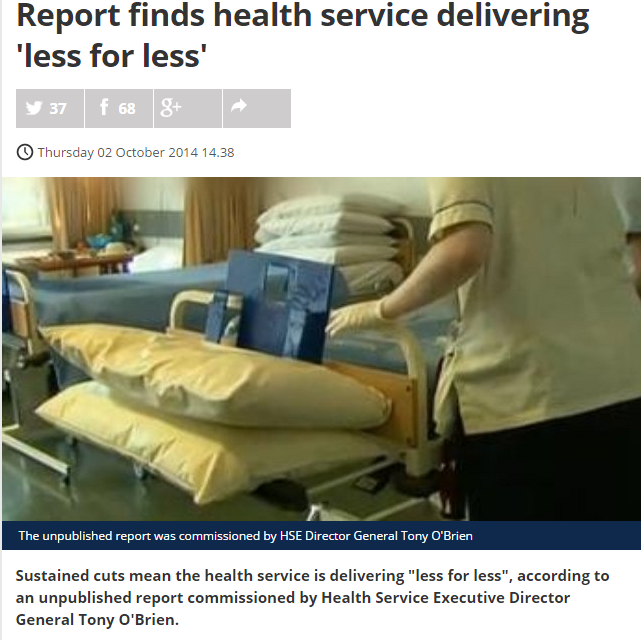 Report finds health service delivering
'less for less'
37 68 g+
Thursday 02 October 2014 14.38
The unpublished report was commissioned by HSE Director General Tony O'Brien
Sustained cuts mean the health service is delivering "less for less", according to
an unpublished report commissioned by Health Service Executive Director
General Tony O'Brien.